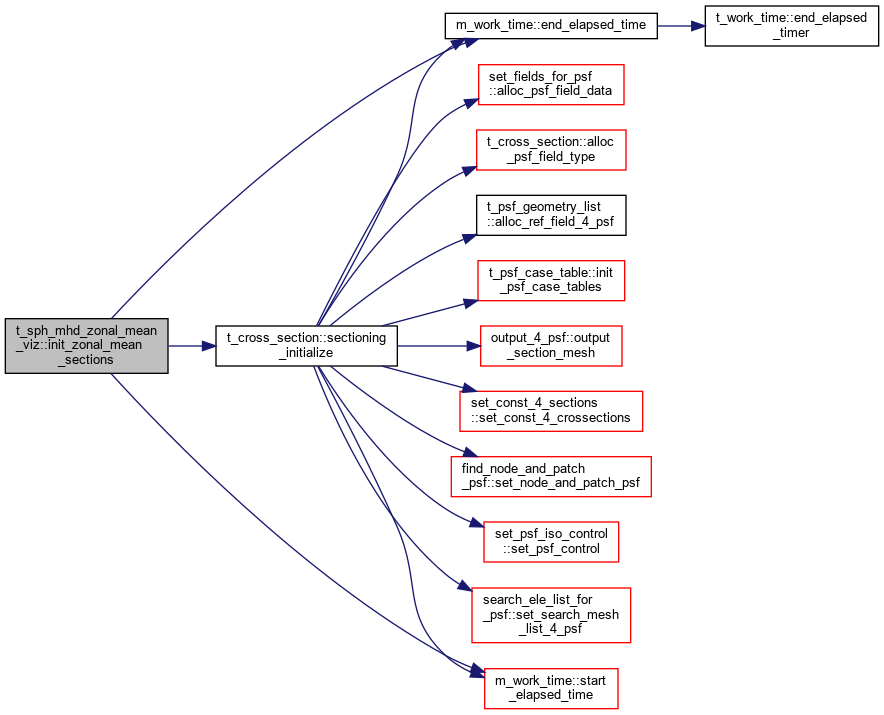 m_work_time::end_elapsed_time
t_work_time::end_elapsed
_timer
set_fields_for_psf
::alloc_psf_field_data
t_cross_section::alloc
_psf_field_type
t_psf_geometry_list
::alloc_ref_field_4_psf
t_psf_case_table::init
_psf_case_tables
t_sph_mhd_zonal_mean
_viz::init_zonal_mean
_sections
t_cross_section::sectioning
_initialize
output_4_psf::output
_section_mesh
set_const_4_sections
::set_const_4_crossections
find_node_and_patch
_psf::set_node_and_patch_psf
set_psf_iso_control
::set_psf_control
search_ele_list_for
_psf::set_search_mesh
_list_4_psf
m_work_time::start
_elapsed_time